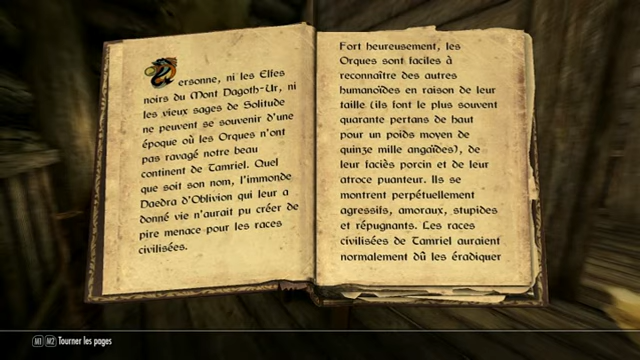 Personne, ni les Elfes
noirs du Mont Dagoth-Ur, ni
les vieux sages de Solitude
ne peuvent se souvenir d'une
époque où les Orques n'ont
pas ravagé notre beau
continent de Tamriel. Quel
que soit son nom, l'immonde
Daedra d'Oblivion qui leur a
donné vie n'aurait pu créer de
pire menace pour les races
civilisées.
Fort heureusement, les
Orques sont faciles à
reconnaître des autres
humanoïdes en raison de leur
taille (ils font le plus souvent
quarante pertans de haut
pour un poids moyen de
quinze mille angaïdes), de
leur faciès porcin et de leur
atroce puanteur. Ils se
montrent perpétuellement
agressifs, amoraux, stupides
et répugnants. Les races
civilisées de Tamriel auraient
normalement dû les éradiquer
M1 M2 Tourner les pages